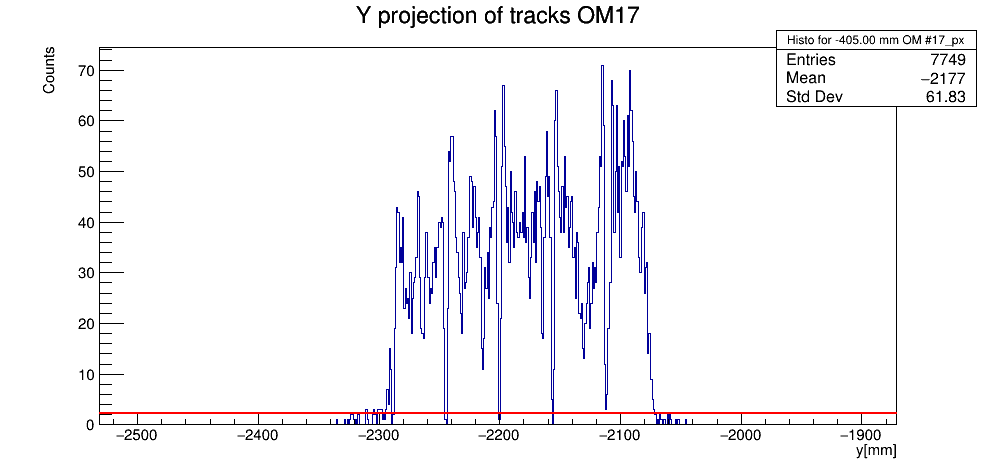 Y projection of tracks OM17
Histo for -405.00 mm OM #17_px
Entries 7749
Mean −2177
Std Dev 61.83
Counts
70
60
50
40
30
20
10
0
−2500 −2400 −2300 −2200 −2100 −2000 −1900
y[mm]